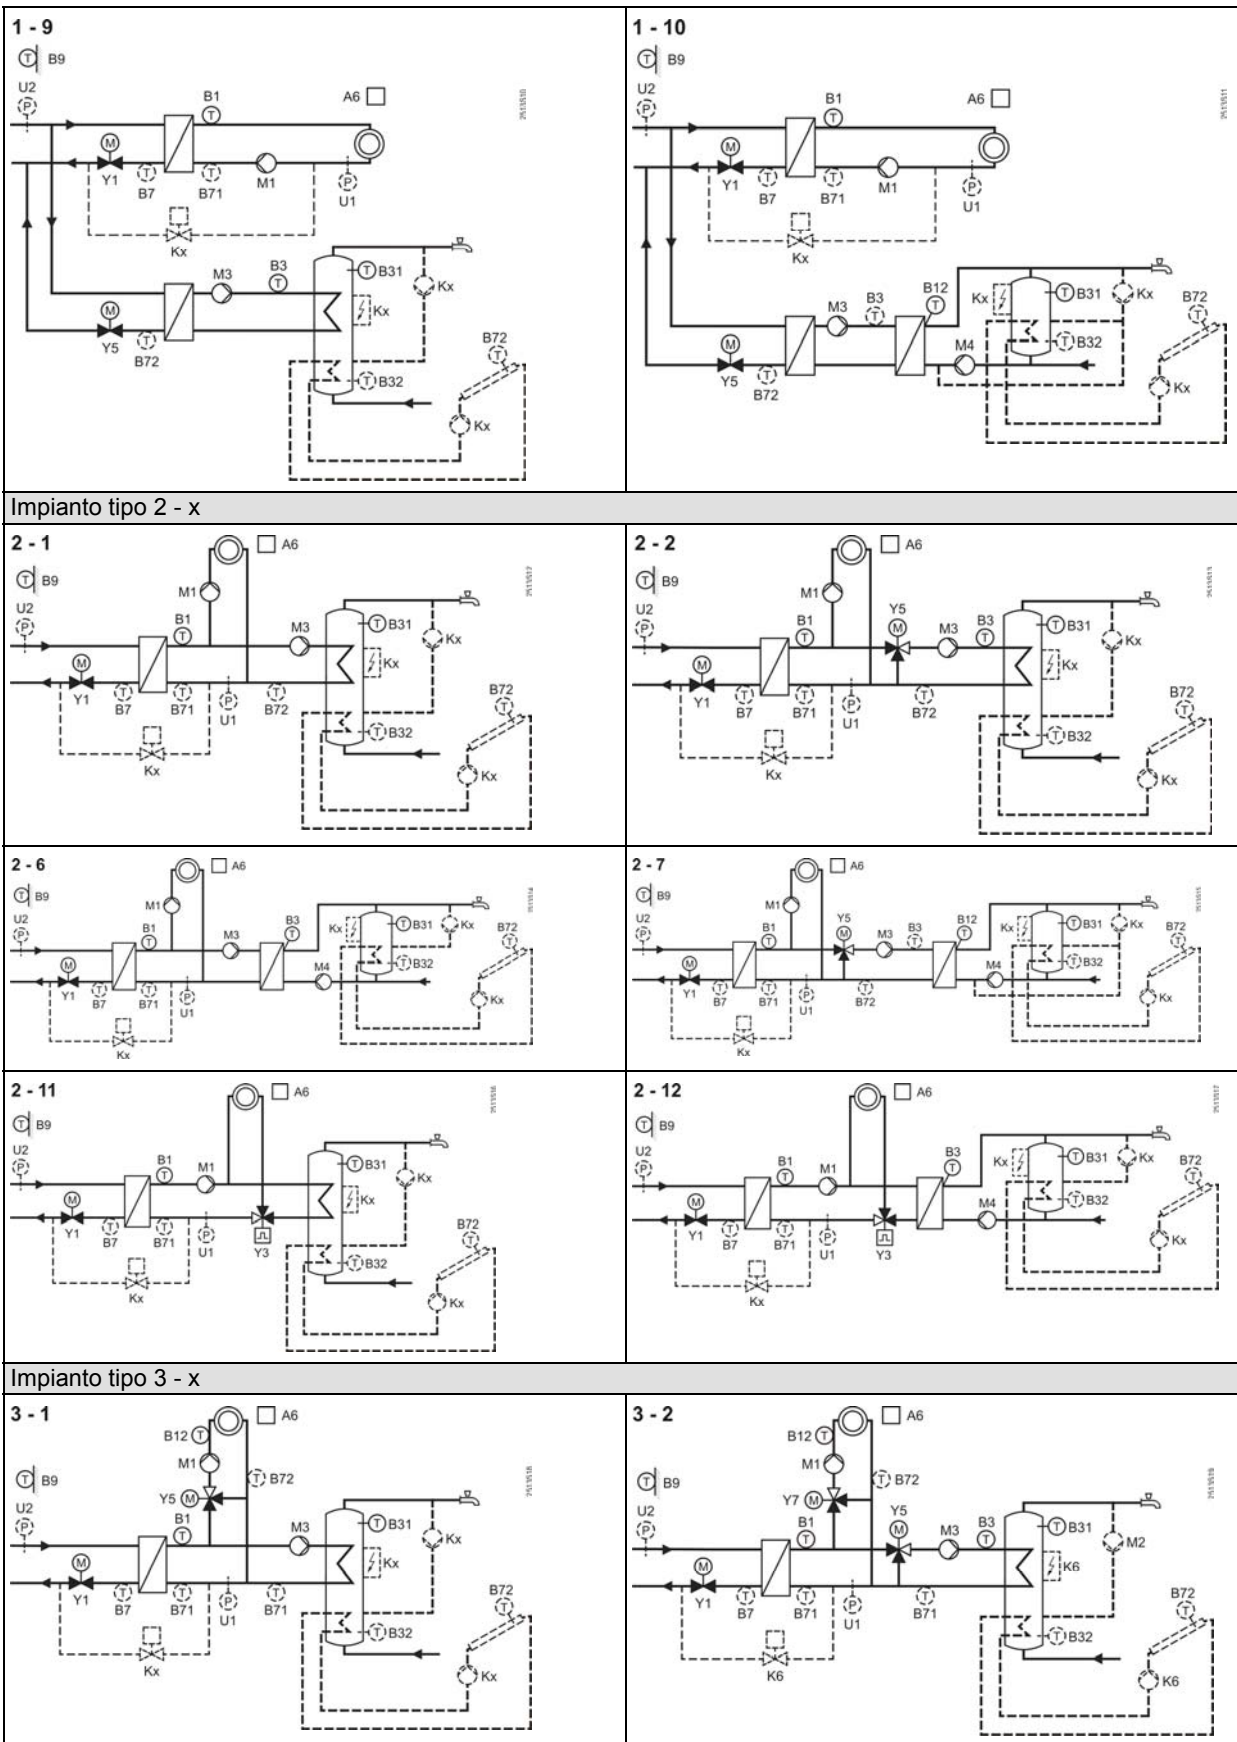 1 - 9
B9
U2
P
B1
T
A6
M
Y1
T
B7
T
B71
M1
P
U1
Kx
M3
B3
T
T B31
Kx
Kx
M
Y5
T
B72
T B32
B72
T
Kx
2513S10
1 - 10
T B9
U2
P
B1
A6
M
Y1
T
B7
T
B71
M1
P
U1
Kx
M3
B3
T
B12
T
Kx
T B31
Kx
M
Y5
T
B72
M4
T B32
B72
T
Kx
2513S11
Impianto tipo 2 - x
2 - 1
A6
T B9
U2
P
M1
B1
T
M3
T B31
Kx
Kx
M
Y1
T
B7
T
B71
P
U1
T
B72
Kx
T B32
B72
T
Kx
2513S12
2 - 2
A6
T B9
U2
P
M1
B1
T
Y5
M
M3
B3
T
T B31
Kx
Kx
M
Y1
T
B7
T
B71
P
U1
T
B72
Kx
T B32
B72
T
Kx
2513S13
2 - 6
A6
T B9
U2
P
M1
B1
T
M3
B3
T
Kx
T B31
Kx
M
Y1
T
B7
T
B71
P
U1
M4
T B32
B72
T
Kx
Kx
2513S14
2 - 7
A6
T B9
U2
P
M1
B1
T
Y5
M
M3
B3
T
B12
T
Kx
T B31
Kx
M
Y1
T
B7
T
B71
P
U1
T
B72
M4
T B32
B72
T
Kx
Kx
2513S15
2 - 11
A6
T B9
U2
P
B1
T
M1
T B31
Kx
Kx
M
Y1
T
B7
T
B71
P
U1
Y3
Kx
T B32
B72
T
Kx
2513S16
2 - 12
A6
T B9
U2
P
B1
T
M1
B3
T
Kx
T B31
Kx
M
Y1
T
B7
T
B71
P
U1
Y3
M4
T B32
B72
T
Kx
Kx
2513S17
Impianto tipo 3 - x
3 - 1
A6
B12 T
M1
T B9
T B72
Y5 M
U2
P
B1
T
M3
T B31
Kx
Kx
M
Y1
T
B7
T
B71
P
U1
T
B71
Kx
T B32
B72
T
Kx
2513S18
3 - 2
A6
B12 T
M1
T B9
T B72
Y7 M
U2
P
B1
T
Y5
M
M3
B3
T
T B31
M2
K6
M
Y1
T
B7
T
B71
P
U1
T
B71
K6
T B32
B72
T
K6
2513S19